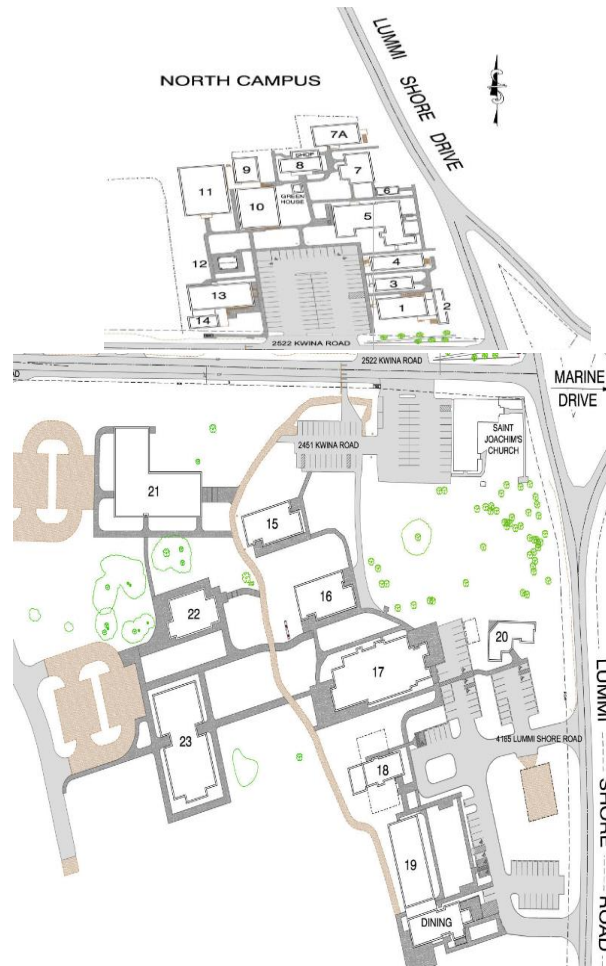 NORTH CAMPUS
LUMMI SHORE DRIVE
7A
SHOP
8
9
7
6
11
10
GREEN
HOUSE
5
12
4
3
13
1
2
14
2522 KWINA ROAD
2522 KWINA ROAD
MARINE
DRIVE
SAINT
JOACHIM'S
CHURCH
2451 KWINA ROAD
21
15
16
22
20
17
23
18
4165 LUMMI SHORE ROAD
LUMMI SHORE ROAD
19
DINING